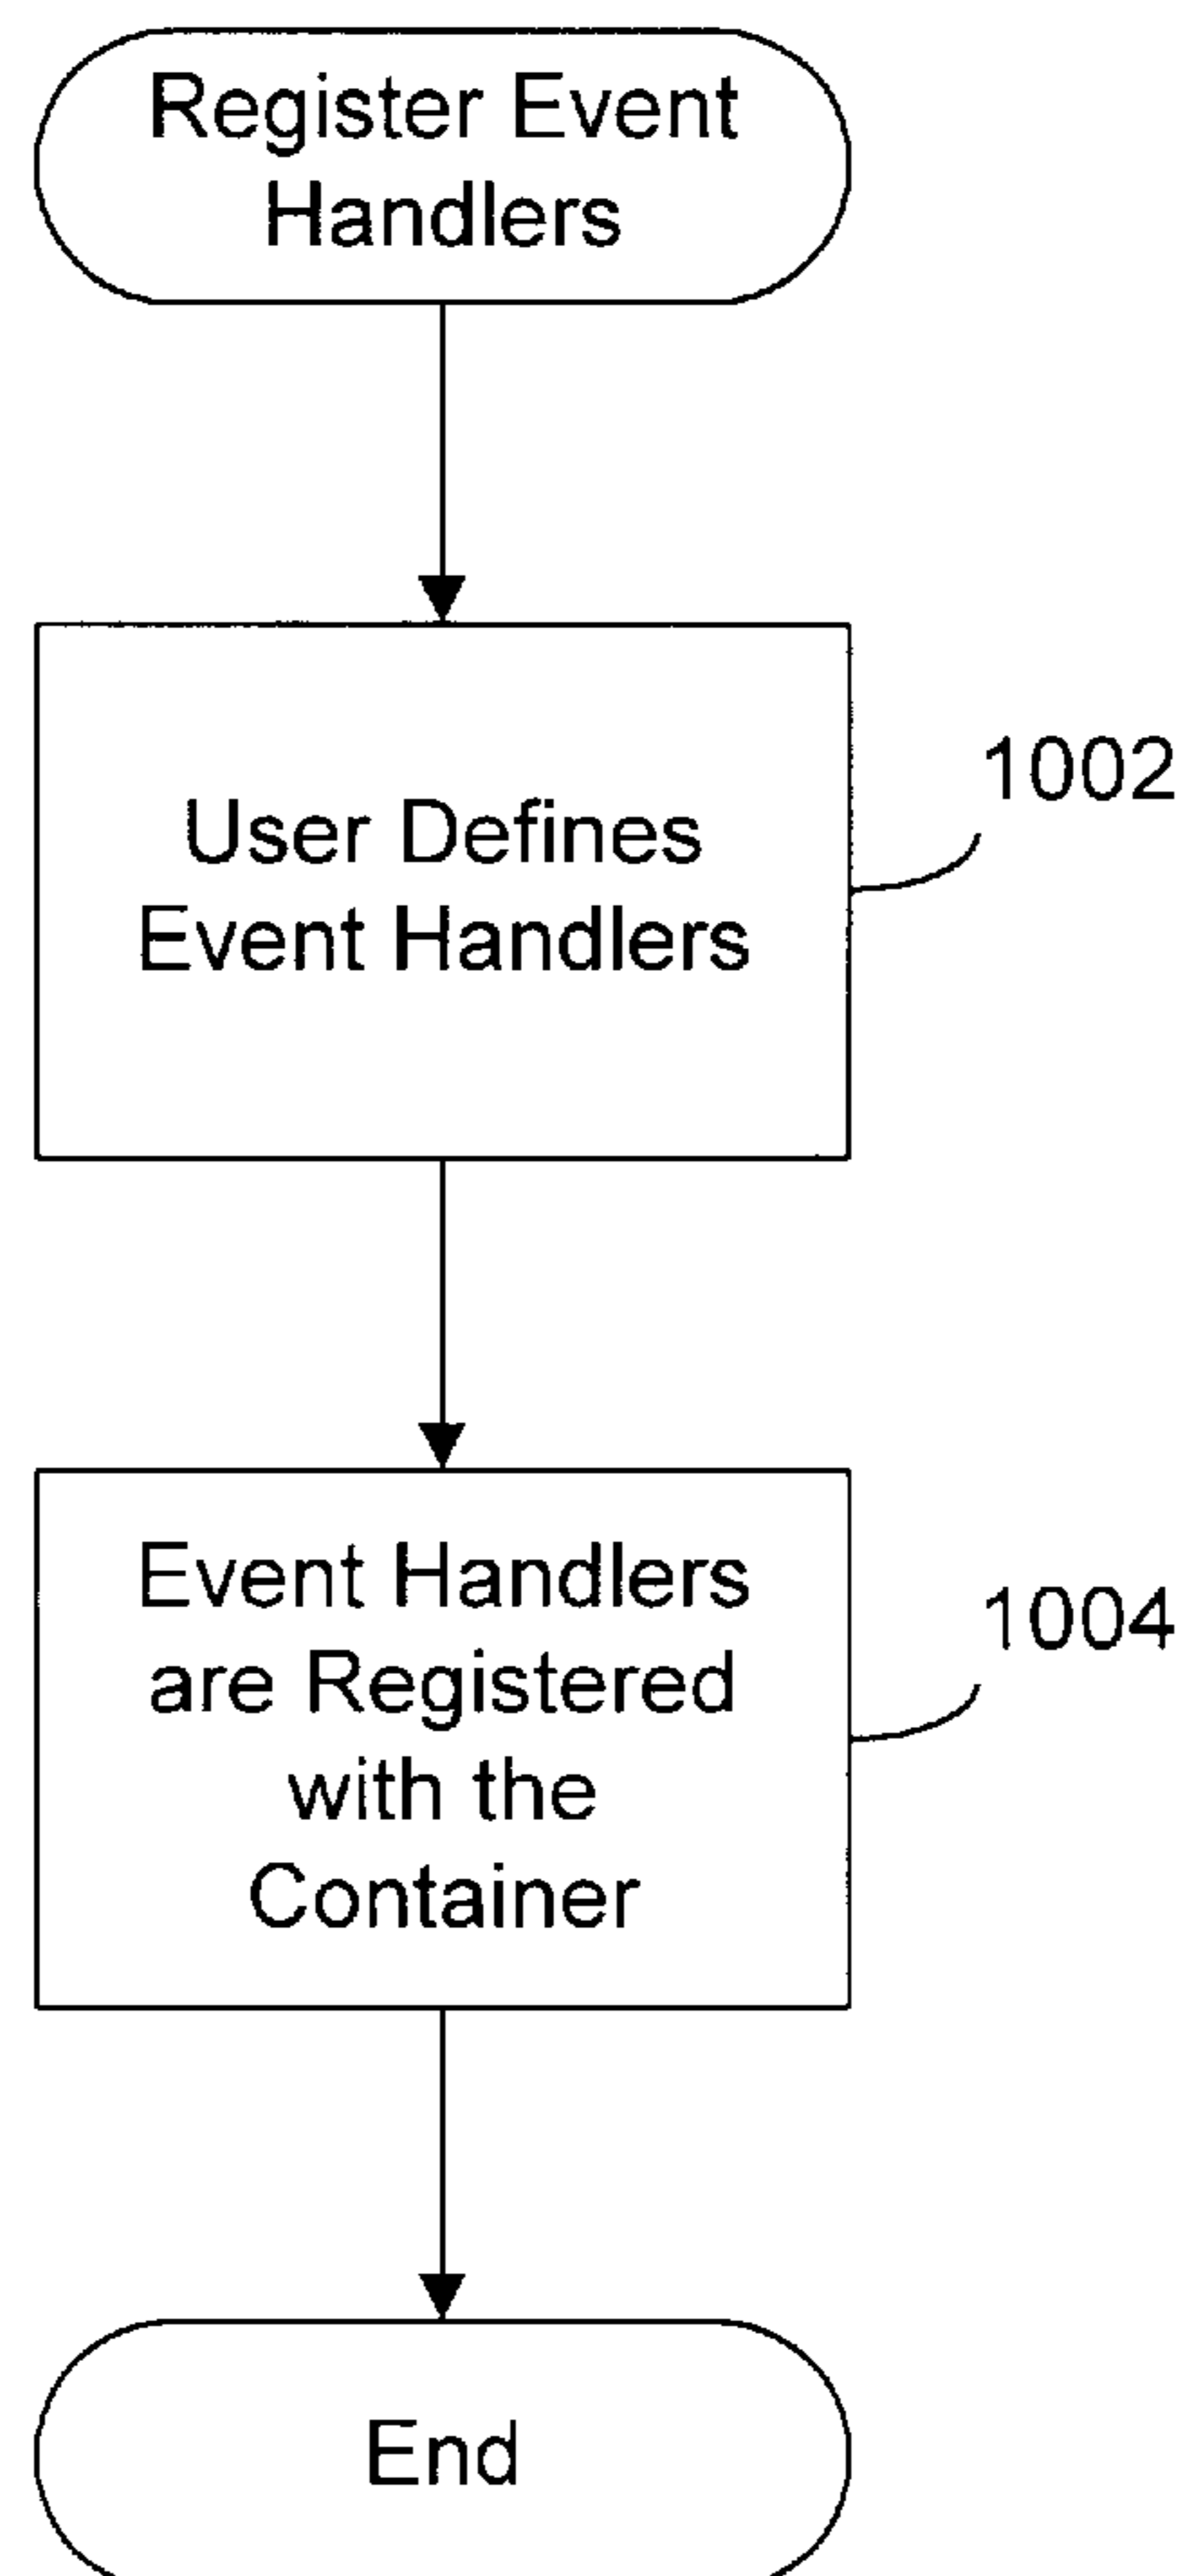 Register Event
Handlers
1002
User Defines
Event Handlers
1004
Event Handlers
are Registered
with the
Container
End